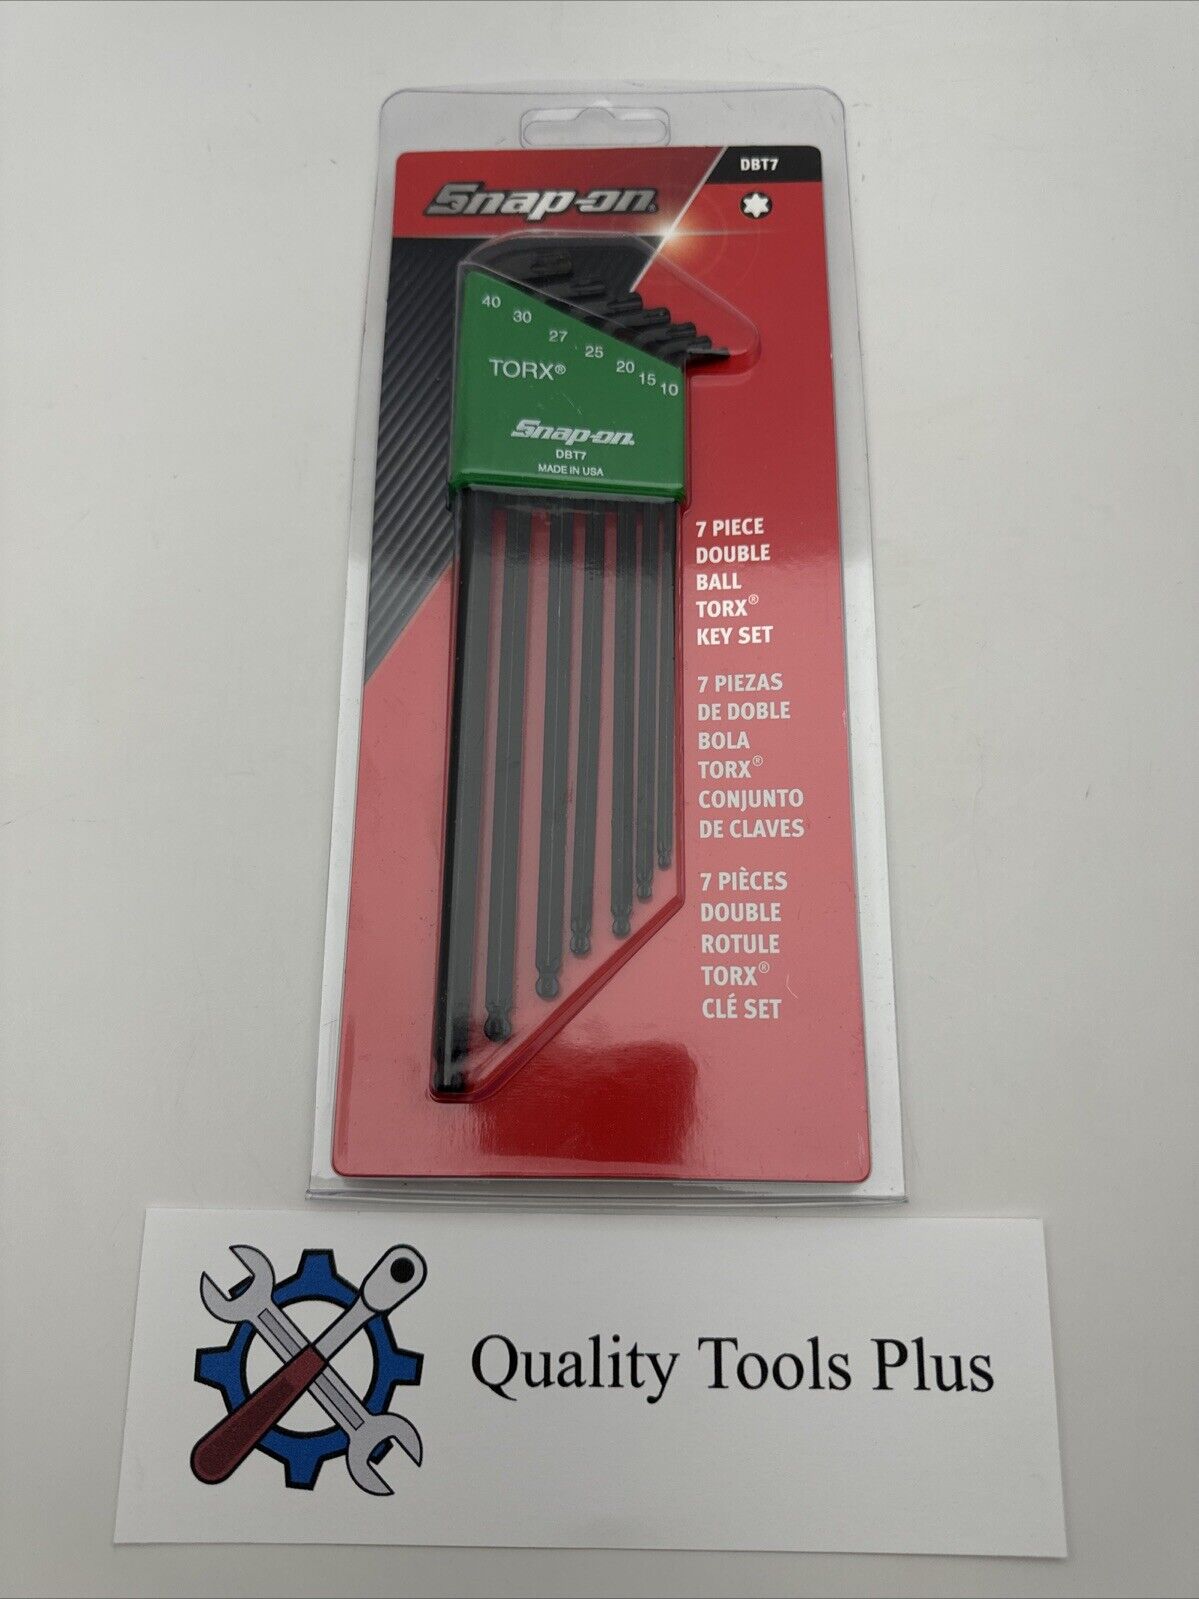 DBT7
Snap-on®
40
30
27
25
20
15
10
TORX®
Snap-on®
DBT7
MADE IN USA
7 PIECE
DOUBLE
BALL
TORX®
KEY SET
7 PIEZAS
DE DOBLE
BOLA
TORX®
CONJUNTO
DE CLAVES
7 PIÈCES
DOUBLE
ROTULE
TORX®
CLÉ SET
Quality Tools Plus